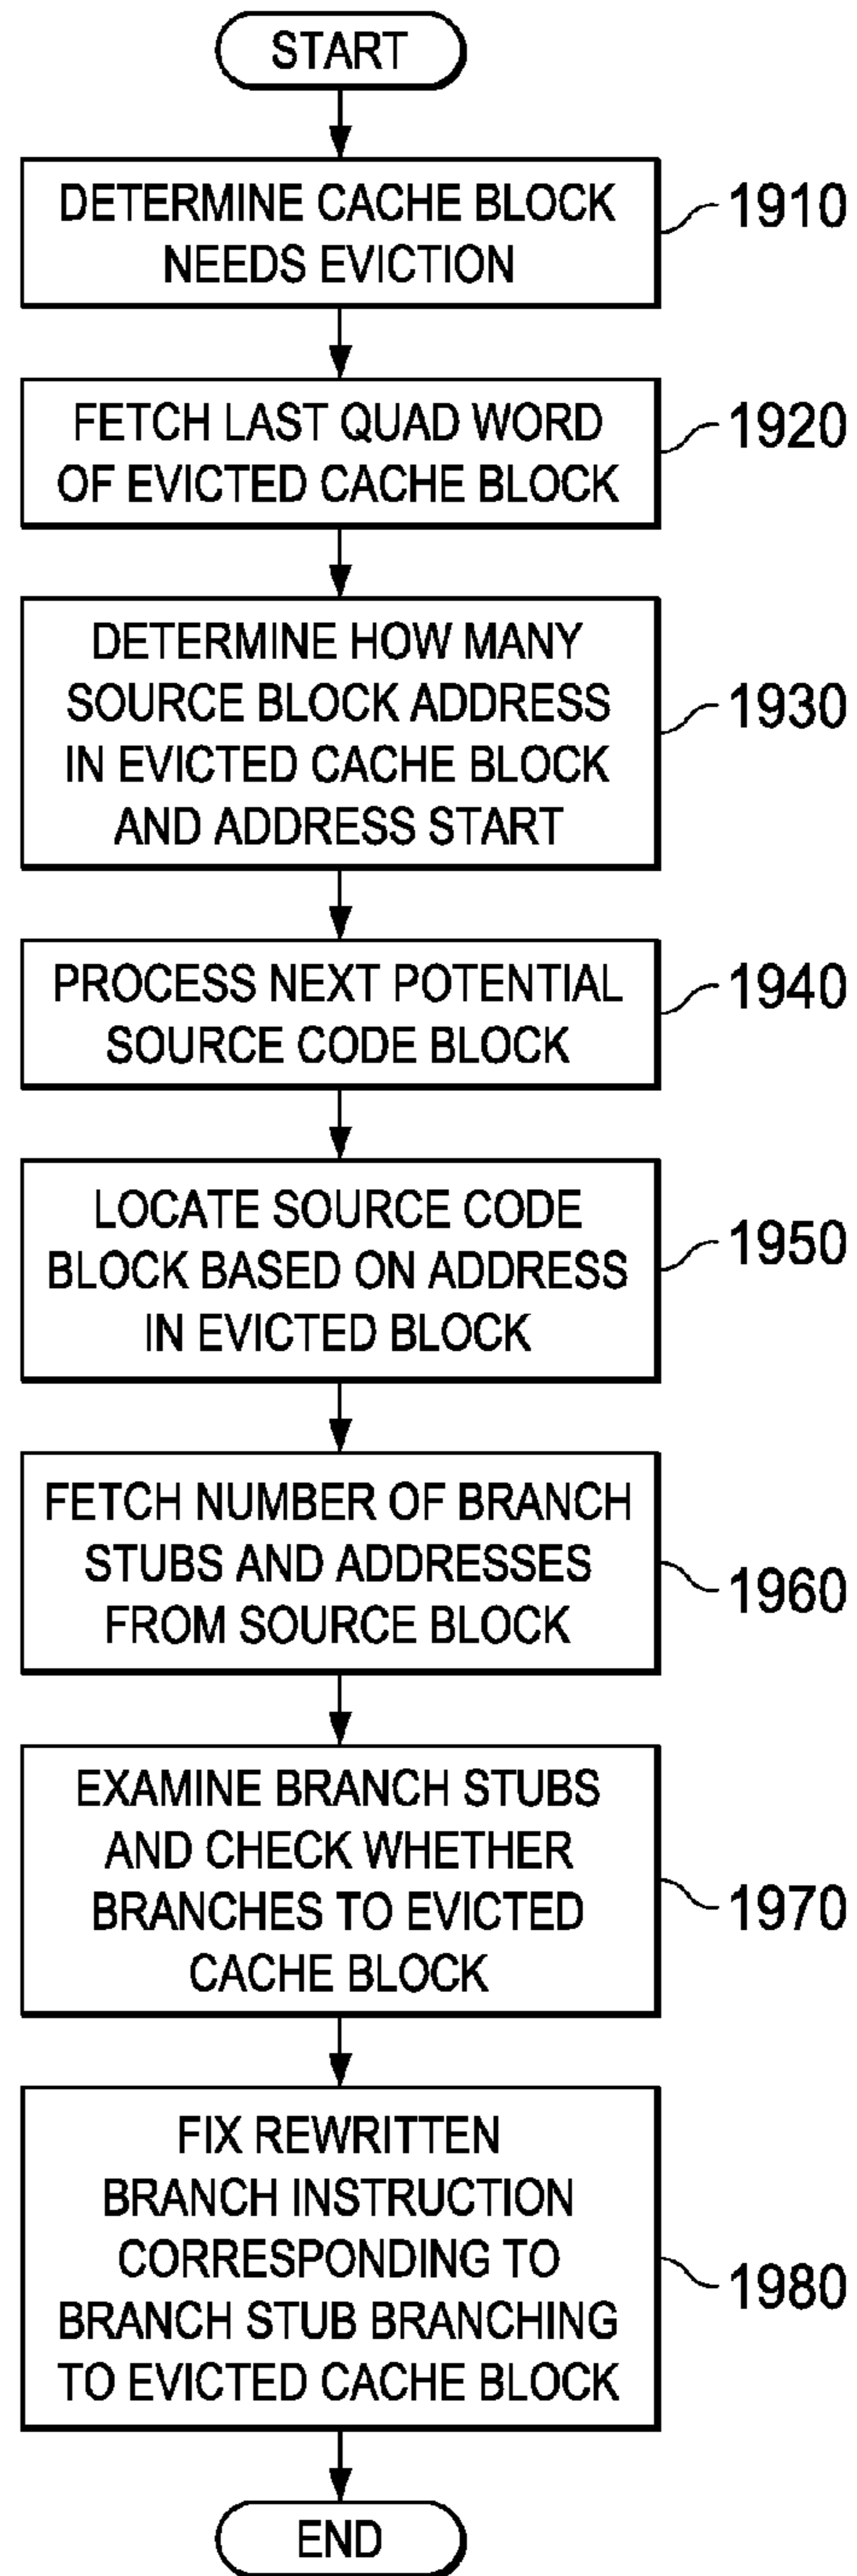 START
DETERMINE CACHE BLOCK
NEEDS EVICTION
1910
FETCH LAST QUAD WORD
OF EVICTED CACHE BLOCK
1920
DETERMINE HOW MANY
SOURCE BLOCK ADDRESS
IN EVICTED CACHE BLOCK
AND ADDRESS START
1930
PROCESS NEXT POTENTIAL
SOURCE CODE BLOCK
1940
LOCATE SOURCE CODE
BLOCK BASED ON ADDRESS
IN EVICTED BLOCK
1950
FETCH NUMBER OF BRANCH
STUBS AND ADDRESSES
FROM SOURCE BLOCK
1960
EXAMINE BRANCH STUBS
AND CHECK WHETHER
BRANCHES TO EVICTED
CACHE BLOCK
1970
FIX REWRITTEN
BRANCH INSTRUCTION
CORRESPONDING TO
BRANCH STUB BRANCHING
TO EVICTED CACHE BLOCK
1980
END